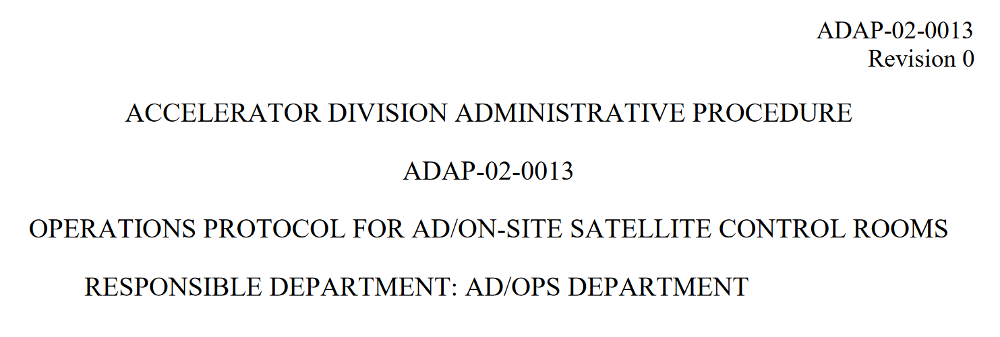 ADAP-02-0013
Revision 0
ACCELERATOR DIVISION ADMINISTRATIVE PROCEDURE
ADAP-02-0013
OPERATIONS PROTOCOL FOR AD/ON-SITE SATELLITE CONTROL ROOMS
RESPONSIBLE DEPARTMENT: AD/OPS DEPARTMENT